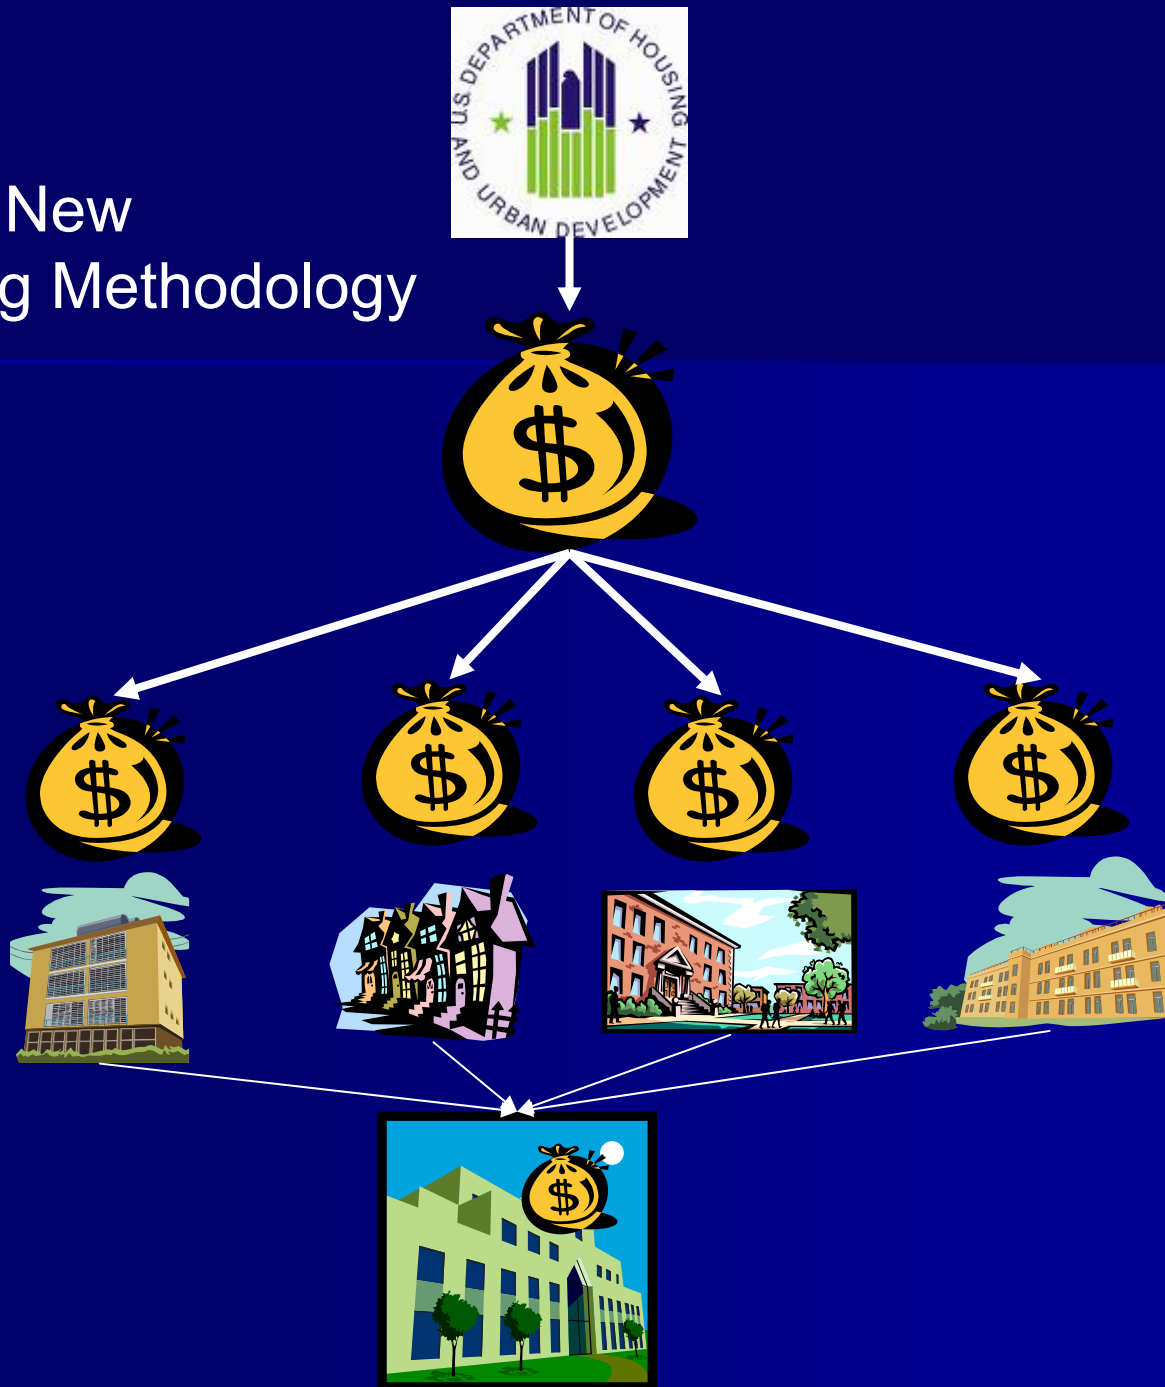 U.S. DEPARTMENT OF HOUSING
AND URBAN DEVELOPMENT
New
g Methodology
$
$
$
$
$
$